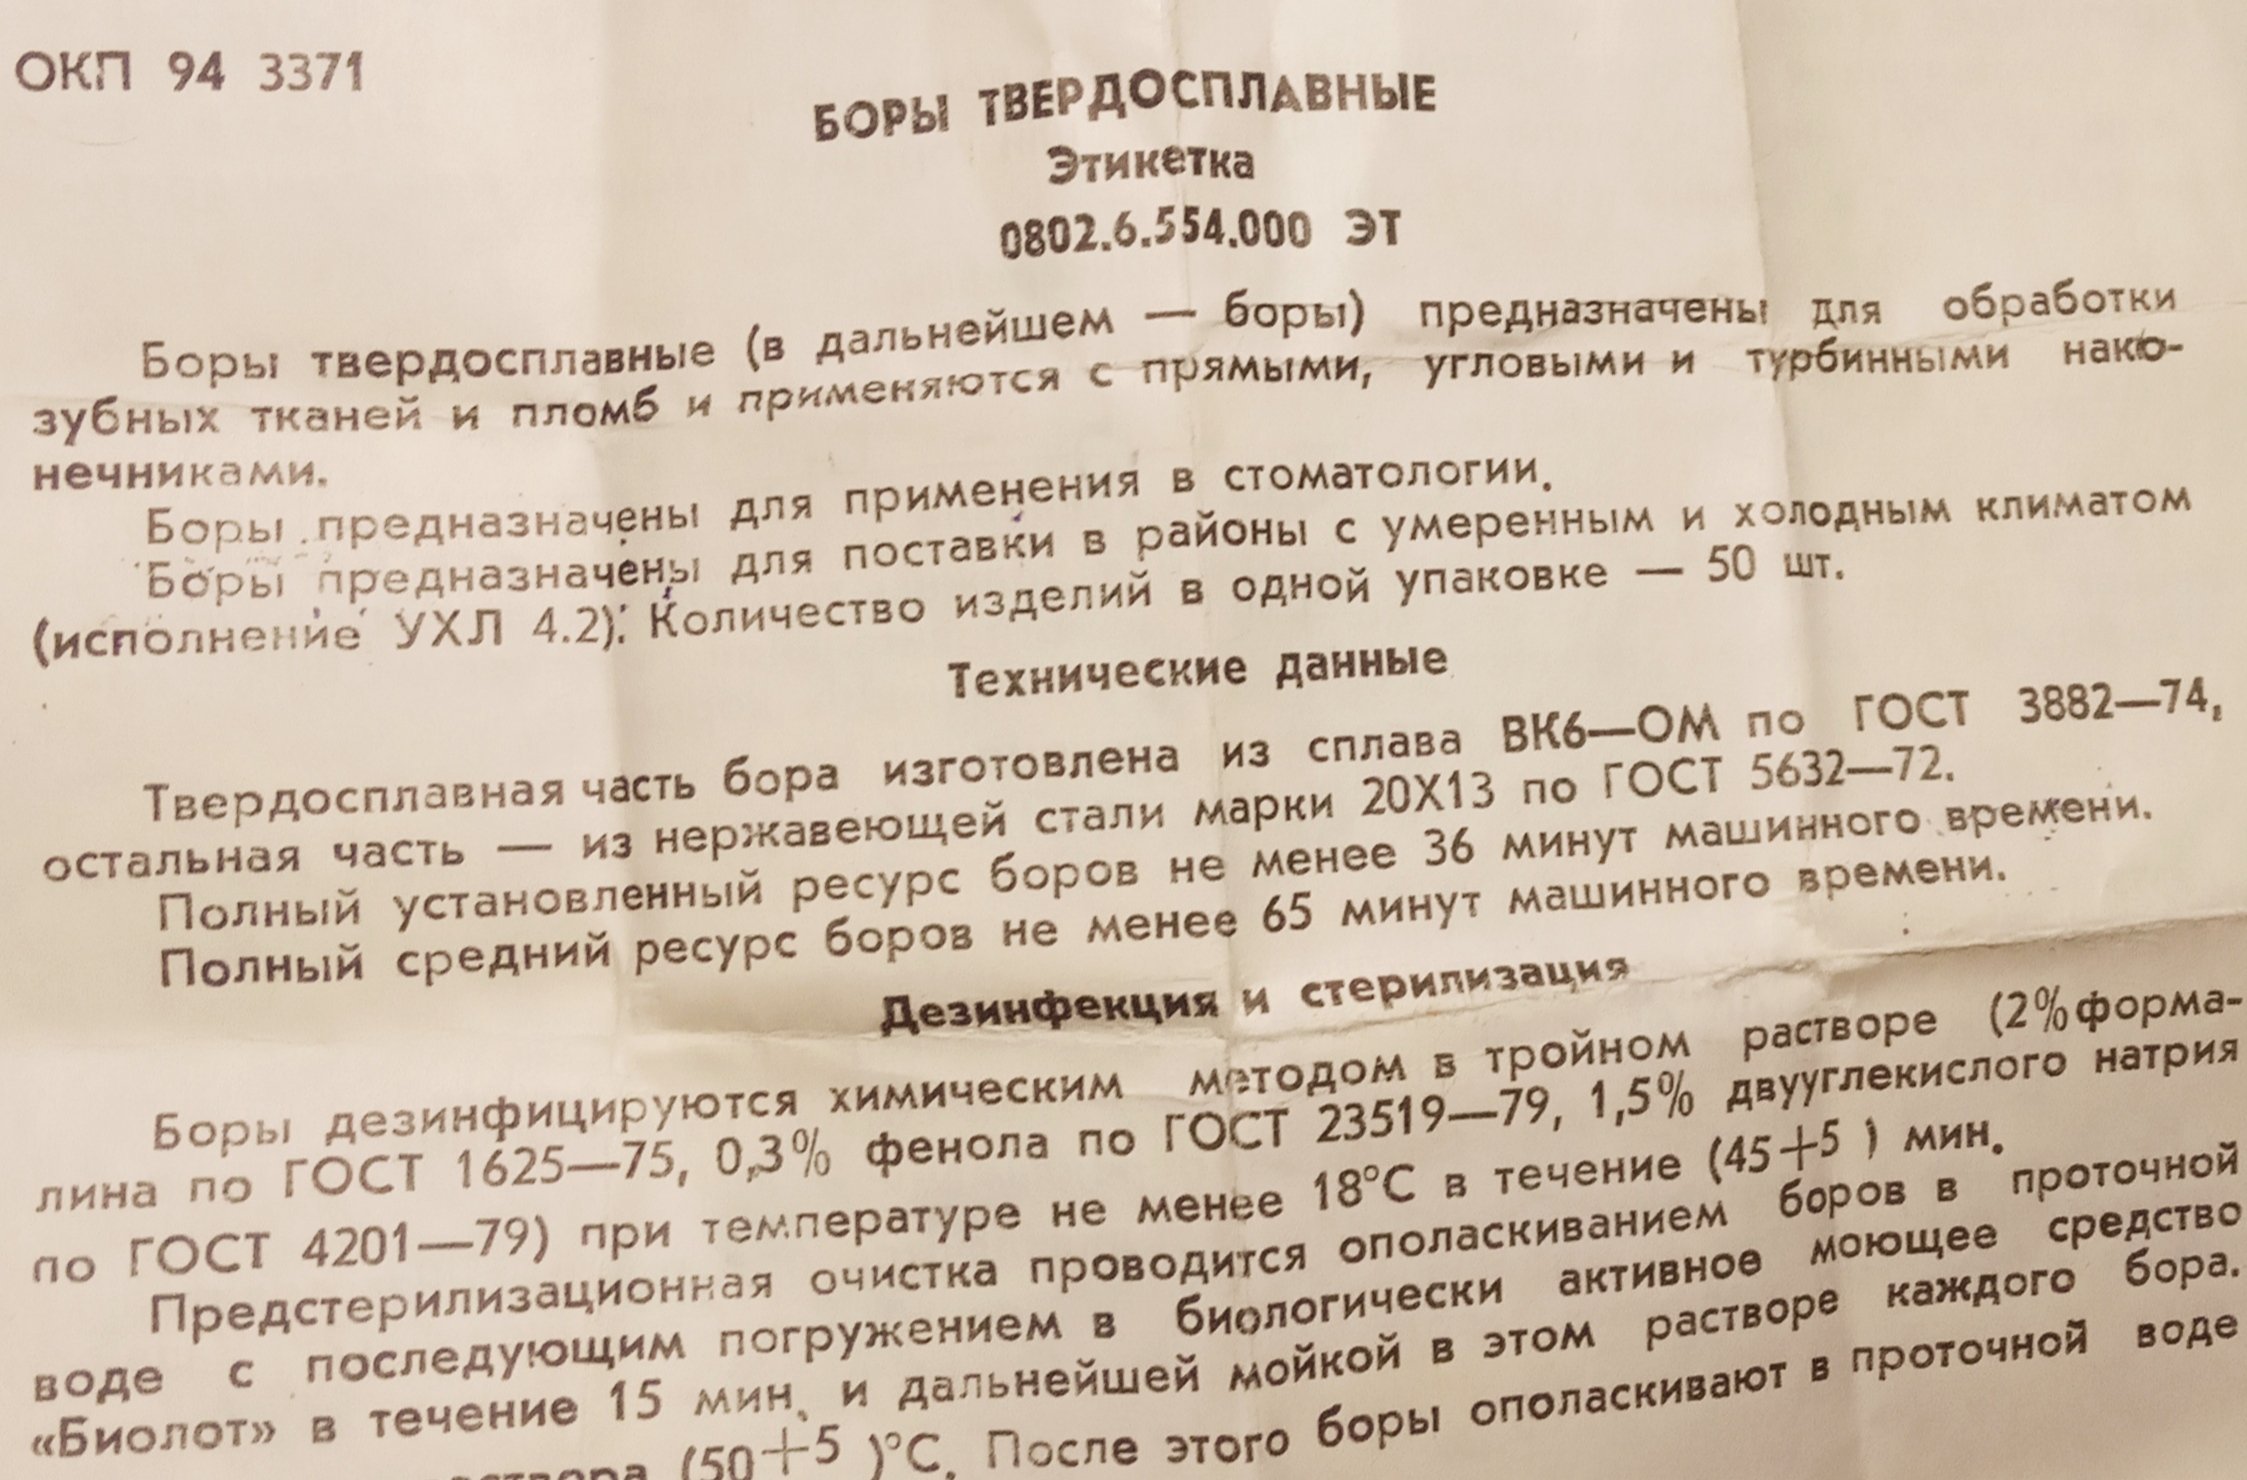 ОКП 94 3371
БОРЫ ТВЕРДОСПЛАВНЫЕ
Этикетка
0802.6.554.000 ЭТ
Боры твердосплавные (в дальнейшем — боры) предназначены для обработки
зубных тканей и пломб и применяются с прямыми, угловыми и турбинными нако-
нечниками.
Боры предназначены для применения в стоматологии.
Боры предназначены для поставки в районы с умеренным и холодным климатом
(исполнение УХЛ 4.2). Количество изделий в одной упаковке — 50 шт.
Технические данные
Твердосплавная часть бора изготовлена из сплава ВК6—ОМ по ГОСТ 3882—74,
остальная часть — из нержавеющей стали марки 20Х13 по ГОСТ 5632—72.
Полный установленный ресурс боров не менее 36 минут машинного времени.
Полный средний ресурс боров не менее 65 минут машинного времени.
Дезинфекция и стерилизация
Боры дезинфицируются химическим методом в тройном растворе (2% форма-
лина по ГОСТ 1625—75, 0,3% фенола по ГОСТ 23519—79, 1,5% двууглекислого натрия
по ГОСТ 4201—79) при температуре не менее 18°С в течение (45+5 ) мин.
Предстерилизационная очистка проводится ополаскиванием боров в проточной
воде с последующим погружением в биологически активное моющее средство
«Биолот» в течение 15 мин. и дальнейшей мойкой в этом растворе каждого бора.
(50+5 )°С. После этого боры ополаскивают в проточной воде